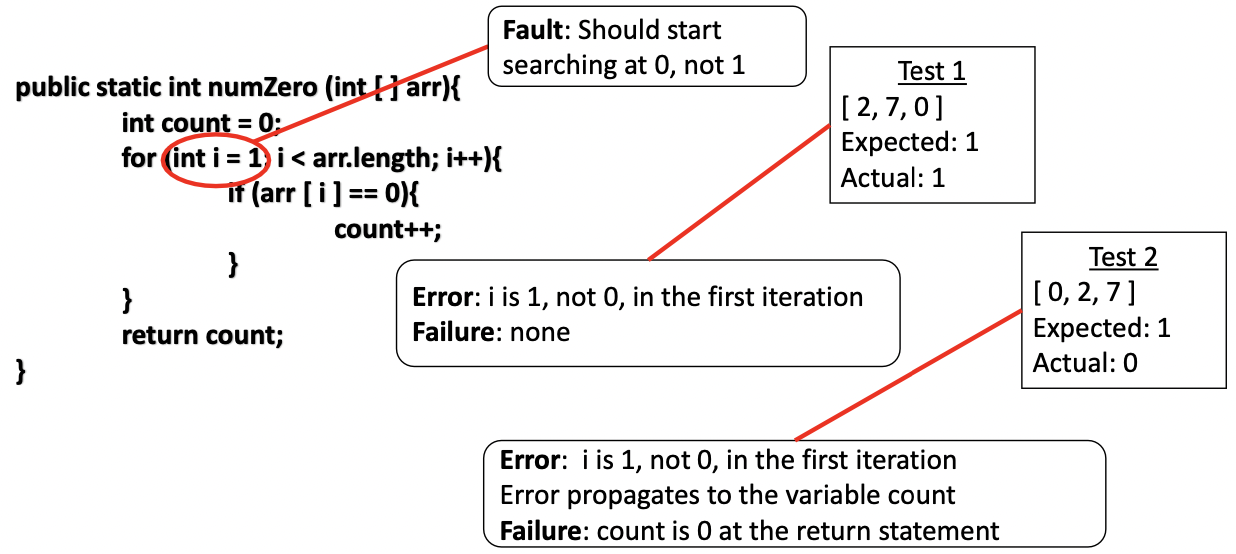 Fault: Should start
searching at 0, not 1
public static int numZero (int [ ] arr){
int count = 0;
for (int i = 1; i < arr.length; i++){
if (arr [ i ] == 0){
count++;
}
}
return count;
}
Test 1
[ 2, 7, 0 ]
Expected: 1
Actual: 1
Error: i is 1, not 0, in the first iteration
Failure: none
Test 2
[ 0, 2, 7 ]
Expected: 1
Actual: 0
Error: i is 1, not 0, in the first iteration
Error propagates to the variable count
Failure: count is 0 at the return statement